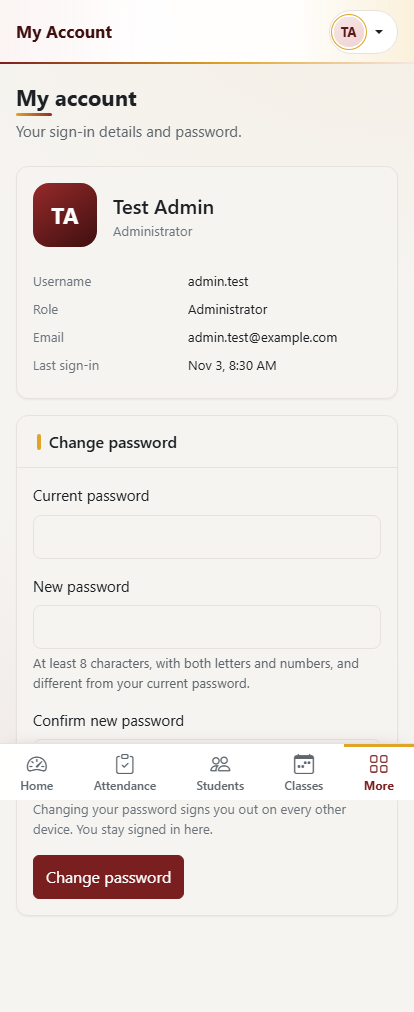 My Account
TA
My account
Your sign-in details and password.
TA
Test Admin
Administrator
Username admin.test
Role Administrator
Email admin.test@example.com
Last sign-in Nov 3, 8:30 AM
Change password
Current password
New password
At least 8 characters, with both letters and numbers, and
different from your current password.
Confirm new password
Home Attendance Students Classes More
Changing your password signs you out on every other
device. You stay signed in here.
Change password